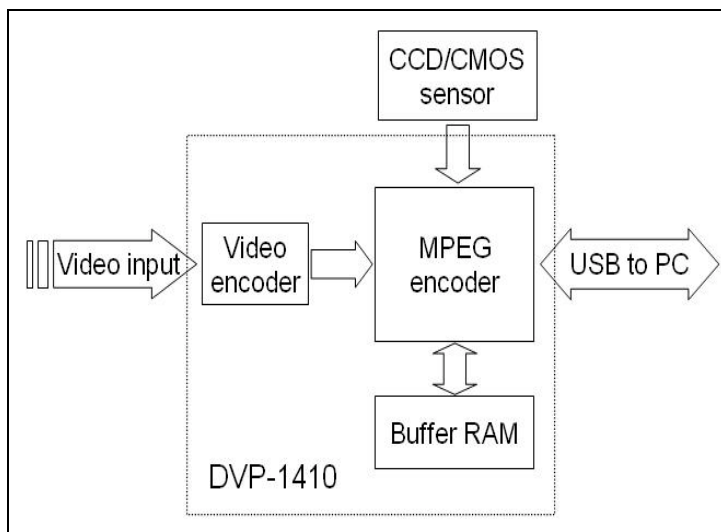 CCD/CMOS
sensor
Video input
Video
encoder
MPEG
encoder
USB to PC
Buffer RAM
DVP-1410